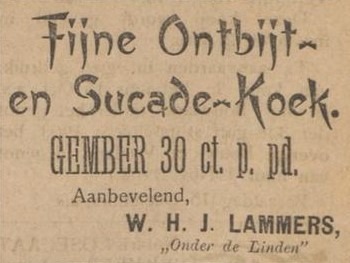 Fijne Ontbijt-
en Sucade-Koek.
GEMBER 30 ct. p. pd.
Aanbevelend,
W. H. J. LAMMERS,
„Onder de Linden”